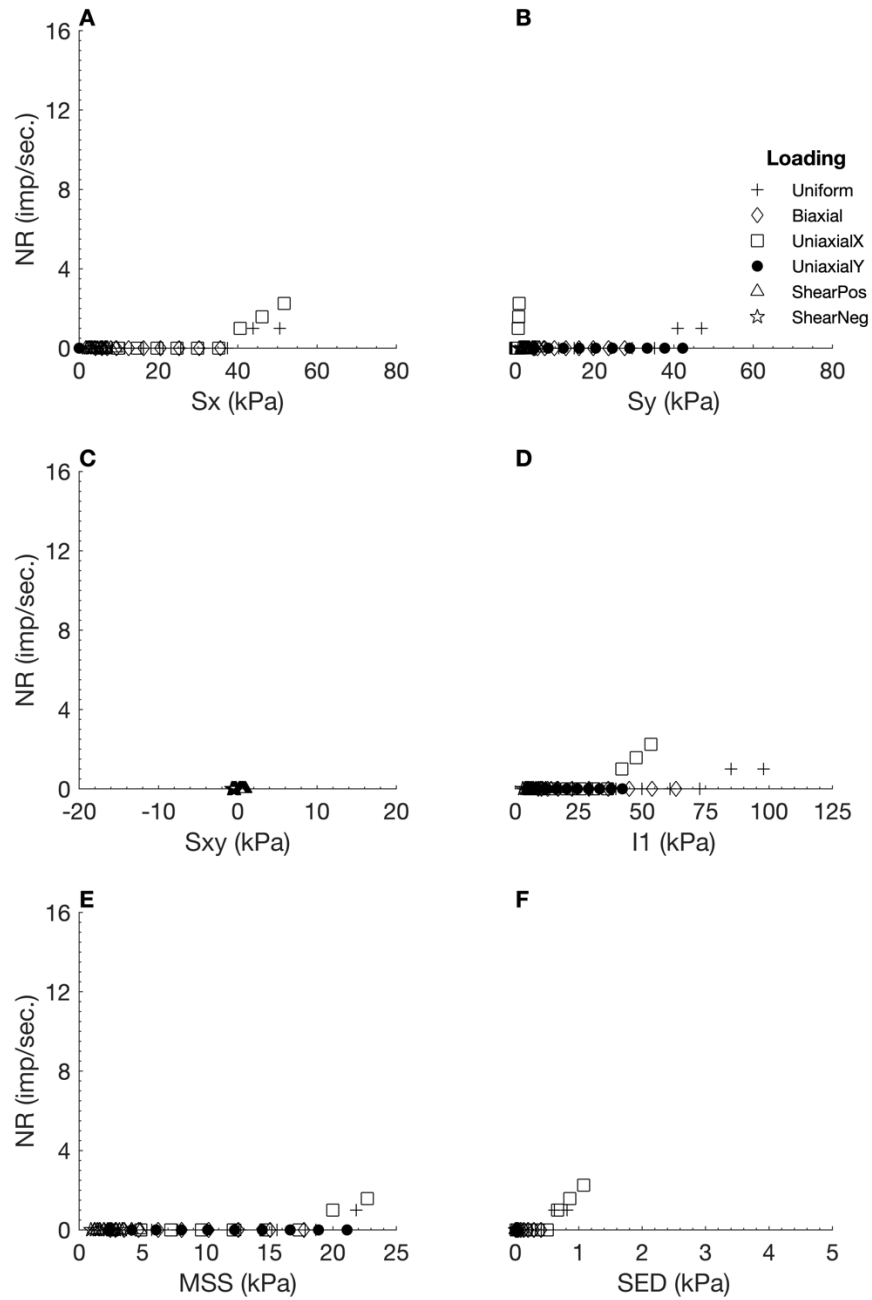 A
16
12
8
4
0
NR (imp/sec.)
0 20 40 60 80
Sx (kPa)
B
Loading
Uniform
Biaxial
UniaxialX
UniaxialY
ShearPos
ShearNeg
0 20 40 60 80
Sy (kPa)
C
16
12
8
4
0
NR (imp/sec.)
-20 -10 0 10 20
Sxy (kPa)
D
0 25 50 75 100 125
I1 (kPa)
E
16
12
8
4
0
NR (imp/sec.)
0 5 10 15 20 25
MSS (kPa)
F
0 1 2 3 4 5
SED (kPa)